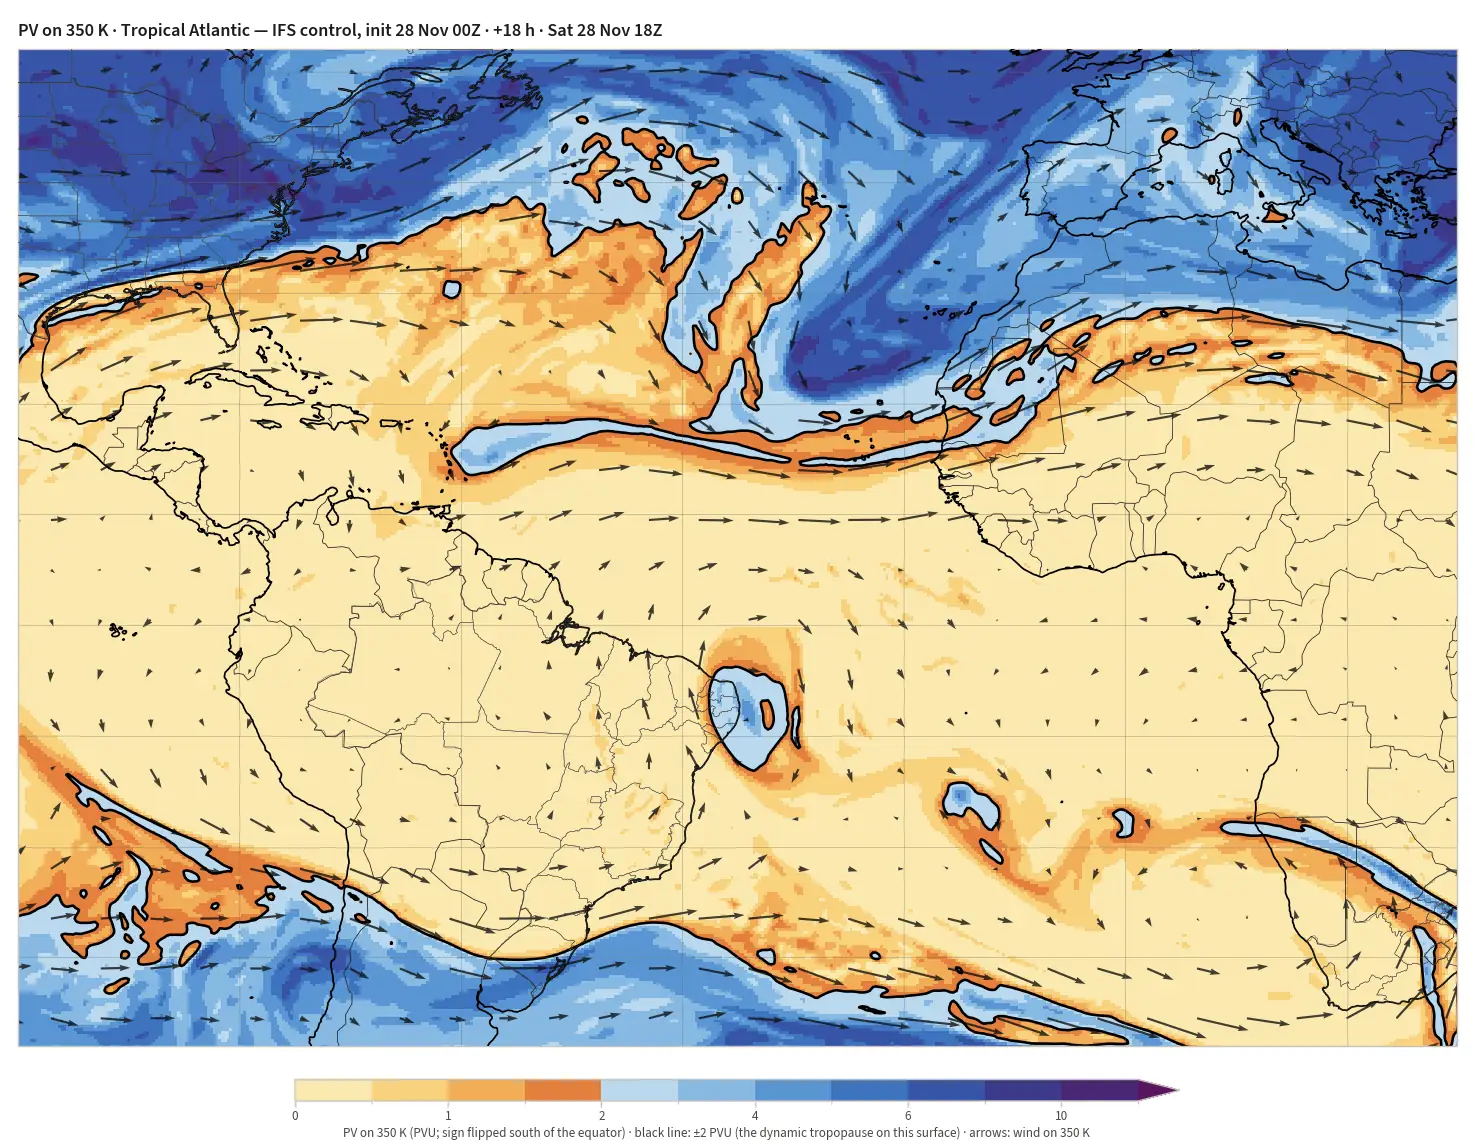 PV on 350 K · Tropical Atlantic — IFS control, init 28 Nov 00Z · +18 h · Sat 28 Nov 18Z
0 1 2 4 6 10
PV on 350 K (PVU; sign flipped south of the equator) · black line: ±2 PVU (the dynamic tropopause on this surface) · arrows: wind on 350 K